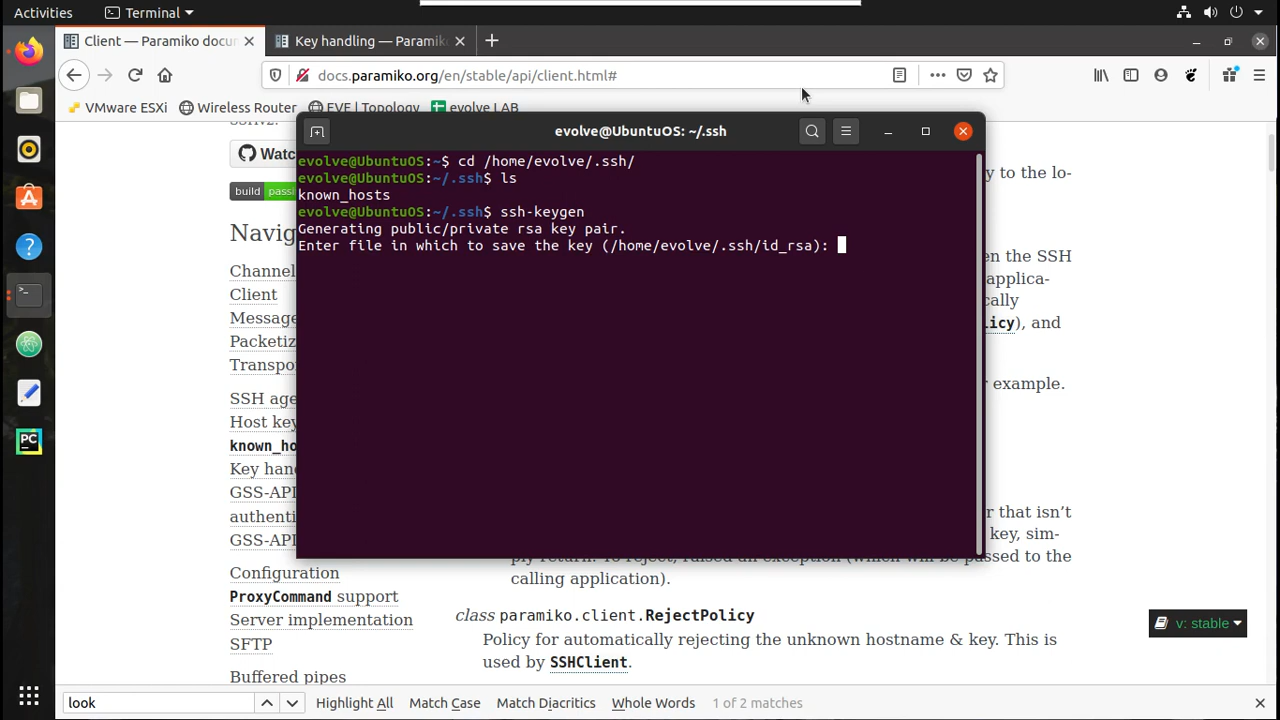 Activities
Terminal
Client — Paramiko docu
Key handling — Paramik
docs.paramiko.org/en/stable/api/client.html#
VMware ESXi
Wireless Router
EVE | Topology
evolve LAB
SSHv2.
Watc
build passi
Navig
Channel
Client
Message
Packetiz
Transpo
SSH age
Host key
known_ho
Key hand
GSS-API
authenti
GSS-API
Configuration
ProxyCommand support
Server implementation
SFTP
Buffered pipes
evolve@UbuntuOS: ~/.ssh
evolve@UbuntuOS:~$ cd /home/evolve/.ssh/
evolve@UbuntuOS:~/.ssh$ ls
known_hosts
evolve@UbuntuOS:~/.ssh$ ssh-keygen
Generating public/private rsa key pair.
Enter file in which to save the key (/home/evolve/.ssh/id_rsa):
y to the lo-
en the SSH
applica-
cally
icy), and
r example.
r that isn't
key, sim-
ply return. To reject, raised an exception (which will be passed to the
calling application).
class paramiko.client.RejectPolicy
Policy for automatically rejecting the unknown hostname & key. This is
used by SSHClient.
v: stable
PC
look
Highlight All
Match Case
Match Diacritics
Whole Words
1 of 2 matches